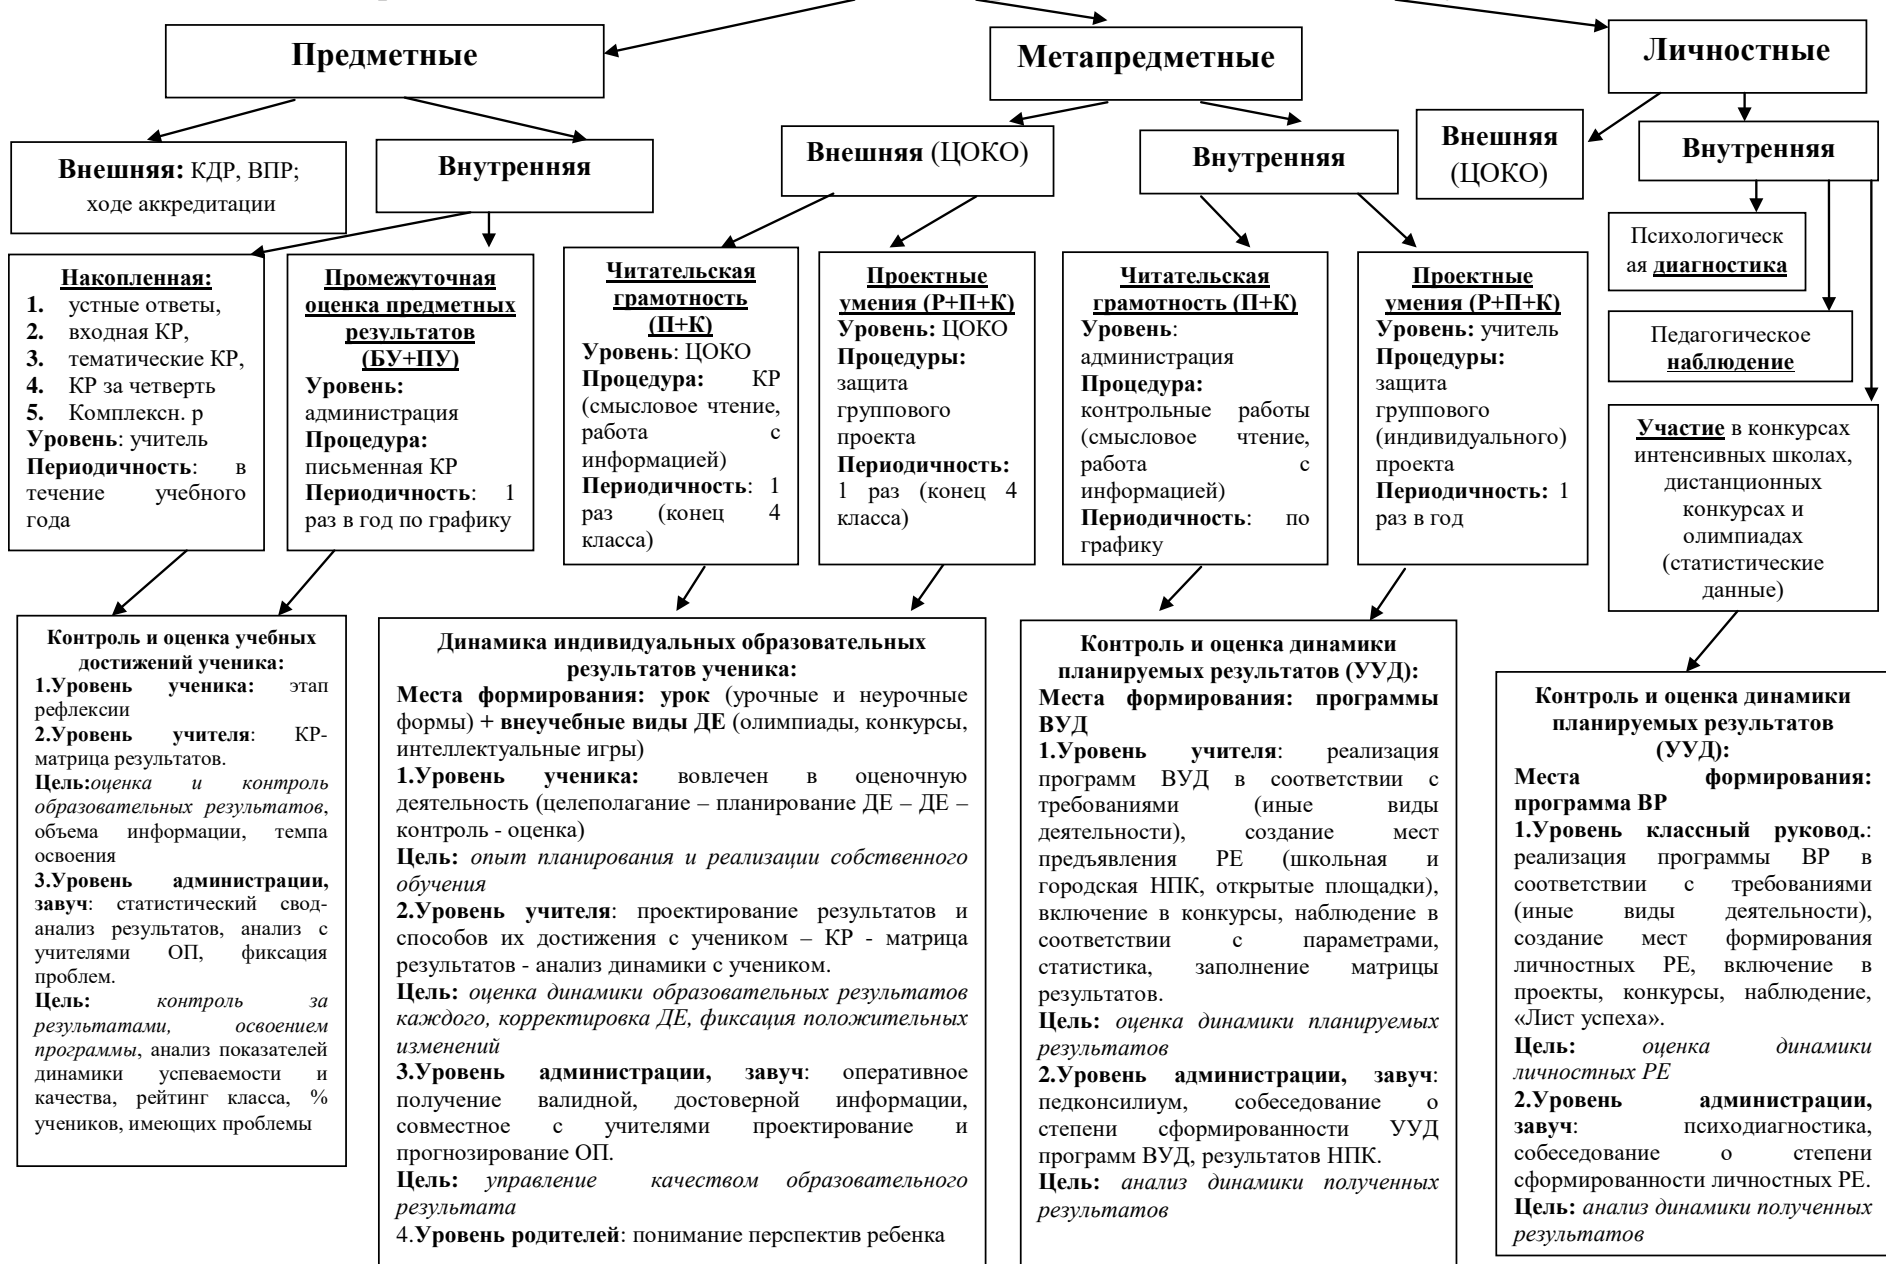 Предметные
Метапредметные
Личностные
Внешняя: КДР, ВПР;
ходе аккредитации
Внутренняя
Внешняя (ЦОКО)
Внутренняя
Внешняя
(ЦОКО)
Внутренняя
Накопленная:
1. устные ответы,
2. входная КР,
3. тематические КР,
4. КР за четверть
5. Комплексн. р
Уровень: учитель
Периодичность: в
течение учебного
года
Промежуточная
оценка предметных
результатов
(БУ+ПУ)
Уровень:
администрация
Процедура:
письменная КР
Периодичность: 1
раз в год по графику
Читательская
грамотность
(П+К)
Уровень: ЦОКО
Процедура: КР
(смысловое чтение,
работа с
информацией)
Периодичность: 1
раз (конец 4
класса)
Проектные
умения (Р+П+К)
Уровень: ЦОКО
Процедуры:
защита
группового
проекта
Периодичность:
1 раз (конец 4
класса)
Читательская
грамотность (П+К)
Уровень:
администрация
Процедура:
контрольные работы
(смысловое чтение,
работа с
информацией)
Периодичность: по
графику
Проектные
умения (Р+П+К)
Уровень: учитель
Процедуры:
защита
группового
(индивидуального)
проекта
Периодичность: 1
раз в год
Психологическ
ая диагностика
Педагогическое
наблюдение
Участие в конкурсах
интенсивных школах,
дистанционных
конкурсах и
олимпиадах
(статистические
данные)
Контроль и оценка учебных
достижений ученика:
1.Уровень ученика: этап
рефлексии
2.Уровень учителя: КР-
матрица результатов.
Цель:оценка и контроль
образовательных результатов,
объема информации, темпа
освоения
3.Уровень администрации,
завуч: статистический свод-
анализ результатов, анализ с
учителями ОП, фиксация
проблем.
Цель: контроль за
результатами, освоением
программы, анализ показателей
динамики успеваемости и
качества, рейтинг класса, %
учеников, имеющих проблемы
Динамика индивидуальных образовательных
результатов ученика:
Места формирования: урок (урочные и неурочные
формы) + внеучебные виды ДЕ (олимпиады, конкурсы,
интеллектуальные игры)
1.Уровень ученика: вовлечен в оценочную
деятельность (целеполагание – планирование ДЕ – ДЕ –
контроль - оценка)
Цель: опыт планирования и реализации собственного
обучения
2.Уровень учителя: проектирование результатов и
способов их достижения с учеником – КР - матрица
результатов - анализ динамики с учеником.
Цель: оценка динамики образовательных результатов
каждого, корректировка ДЕ, фиксация положительных
изменений
3.Уровень администрации, завуч: оперативное
получение валидной, достоверной информации,
совместное с учителями проектирование и
прогнозирование ОП.
Цель: управление качеством образовательного
результата
4.Уровень родителей: понимание перспектив ребенка
Контроль и оценка динамики
планируемых результатов (УУД):
Места формирования: программы
ВУД
1.Уровень учителя: реализация
программ ВУД в соответствии с
требованиями (иные виды
деятельности), создание мест
предъявления РЕ (школьная и
городская НПК, открытые площадки),
включение в конкурсы, наблюдение в
соответствии с параметрами,
статистика, заполнение матрицы
результатов.
Цель: оценка динамики планируемых
результатов
2.Уровень администрации, завуч:
педконсилиум, собеседование о
степени сформированности УУД
программ ВУД, результатов НПК.
Цель: анализ динамики полученных
результатов
Контроль и оценка динамики
планируемых результатов
(УУД):
Места формирования:
программа ВР
1.Уровень классный руковод.:
реализация программы ВР в
соответствии с требованиями
(иные виды деятельности),
создание мест формирования
личностных РЕ, включение в
проекты, конкурсы, наблюдение,
«Лист успеха».
Цель: оценка динамики
личностных РЕ
2.Уровень администрации,
завуч: психодиагностика,
собеседование о степени
сформированности личностных РЕ.
Цель: анализ динамики полученных
результатов